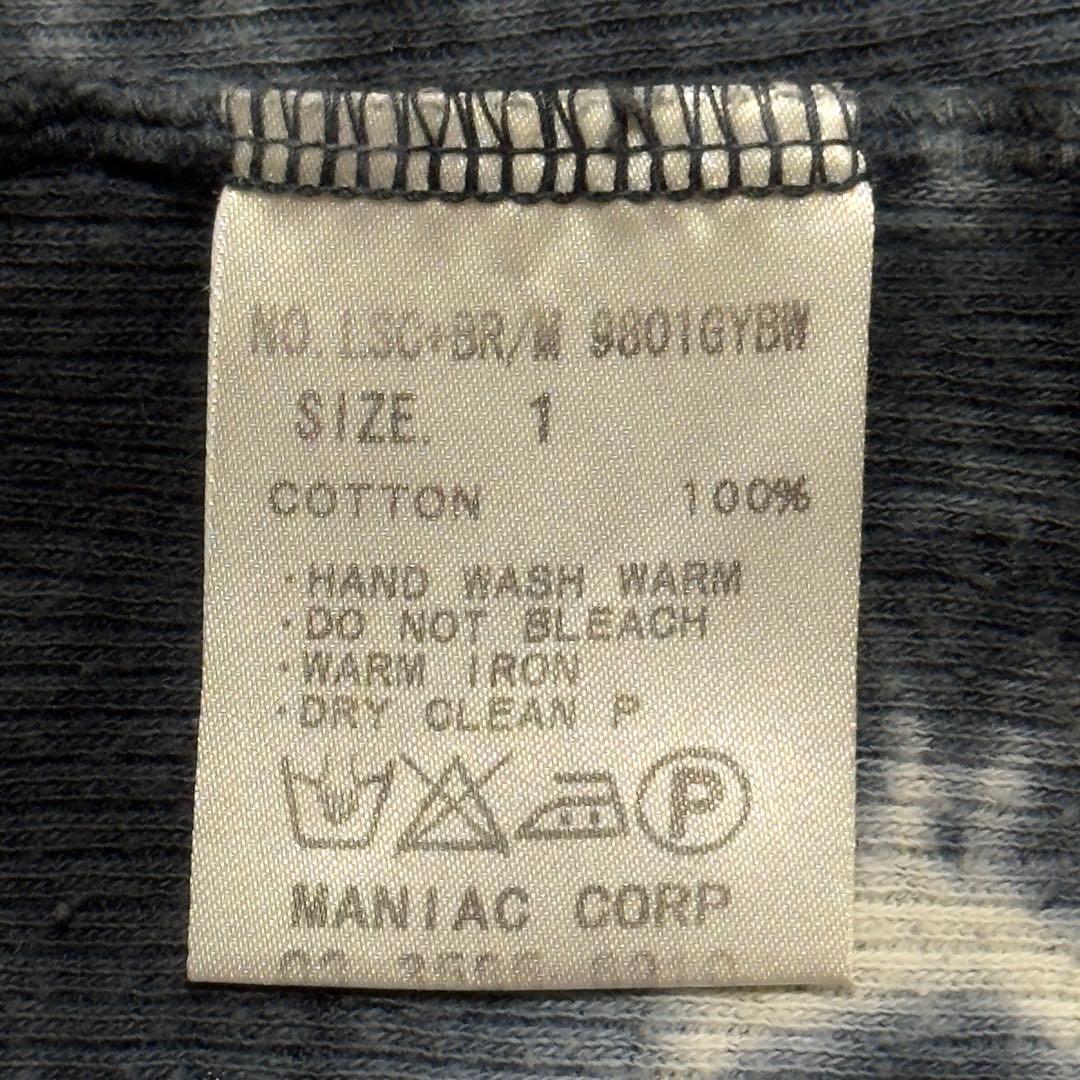 NO. LSC+BR/M 9801GYBW
SIZE. 1
COTTON 100%
·HAND WASH WARM
·DO NOT BLEACH
·WARM IRON
·DRY CLEAN P
P
MANIAC CORP